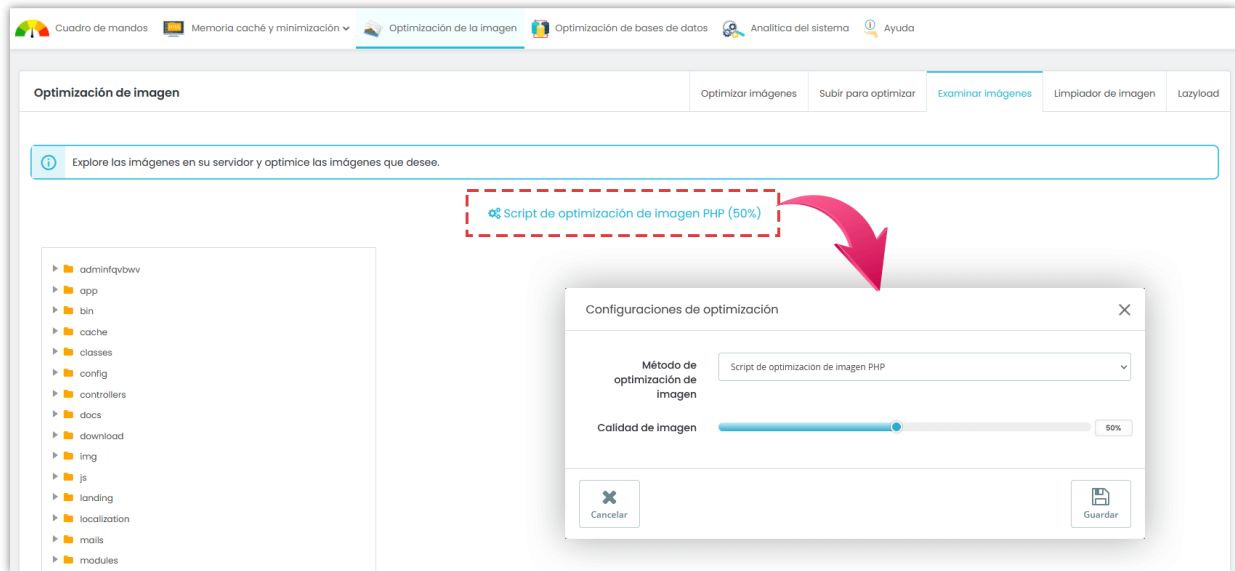 Cuadro de mandos
Memoria caché y minimización
Optimización de la imagen
Optimización de bases de datos
Analítica del sistema
Ayuda
Optimización de imagen
Optimizar imágenes
Subir para optimizar
Examinar imágenes
Limpiador de imagen
Lazyload
Explore las imágenes en su servidor y optimice las imágenes que desee.
Script de optimización de imagen PHP (50%)
adminfqvbwv
app
bin
cache
classes
config
controllers
docs
download
img
js
landing
localization
mails
modules
Configuraciones de optimización
Método de
optimización de
imagen
Script de optimización de imagen PHP
Calidad de imagen
50%
Cancelar
Guardar